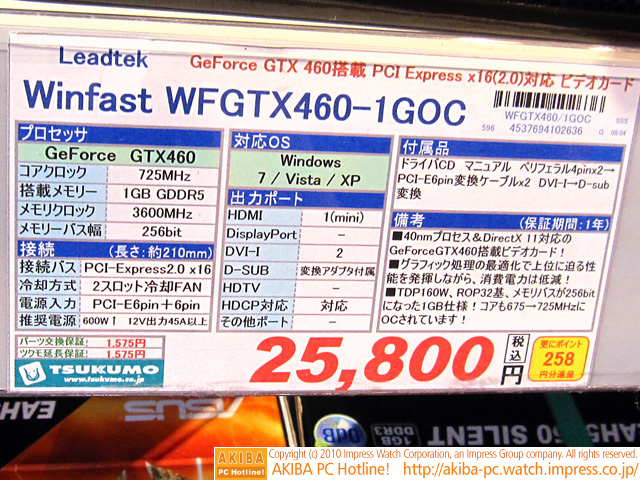 Leadtek
GeForce GTX 460搭載 PCI Express x16(2.0)対応 ビデオカード
Winfast WFGTX460-1GOC
WFGTX460/1GOC
SSS
596
4537694102636
G 0804
プロセッサ
GeForce GTX460
コアクロック 725MHz
搭載メモリー 1GB GDDR5
メモリクロック 3600MHz
メモリーバス幅 256bit
接続 (長さ:約210mm)
接続バス PCI-Express2.0 x16
冷却方式 2スロット冷却FAN
電源入力 PCI-E6pin+6pin
推奨電源 600W↑ 12V出力45A以上
対応OS
Windows
7 / Vista / XP
出力ポート
HDMI 1(mini)
DisplayPort -
DVI-I 2
D-SUB 変換アダプタ付属
HDTV -
HDCP対応 対応
その他ポート -
付属品
ドライバCD マニュアル ペリフェラル4pinx2→
PCI-E6pin変換ケーブルx2 DVI-I→D-sub
変換
備考 (保証期間:1年)
■40nmプロセス&DirectX 11対応の
GeForceGTX460搭載ビデオカード!
■グラフィック処理の最適化で上位に迫る性
能を発揮しながら、消費電力は低減!
■TDP160W、ROP32基、メモリバスが256bit
になった1GB仕様!コアも675→725MHzに
OCされています!
パーツ交換保証: 1,575円
ツクモ延長保証: 1,575円
TSUKUMO
www.tsukumo.co.jp
25,800
税込
円
更にポイント
258
円分進呈
EAH
ASUS
1GB
DDR3
EAH5
50 SILENT
AKIBA
PC Hotline!
Copyright (c) 2010 Impress Watch Corporation, an Impress Group company. All rights reserved.
AKIBA PC Hotline! http://akiba-pc.watch.impress.co.jp/